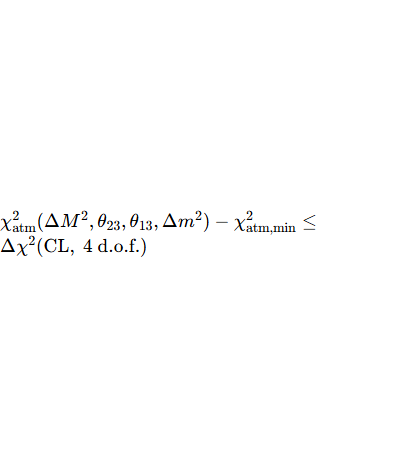 χ²_atm(ΔM², θ₂₃, θ₁₃, Δm²) − χ²_atm,min ≤
Δχ²(CL, 4 d.o.f.)